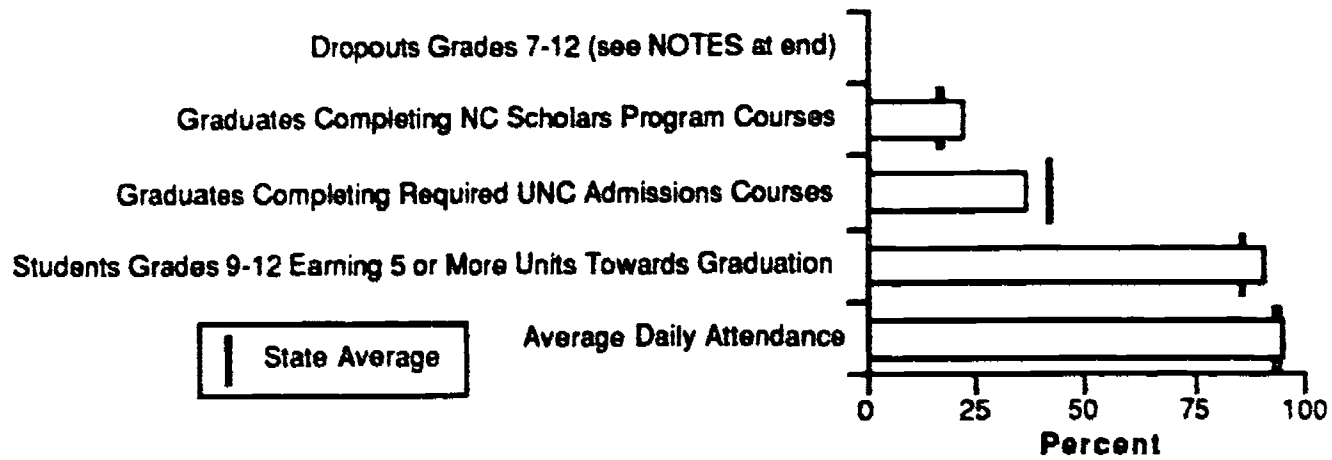 Dropouts Grades 7-12 (see NOTES at end)
Graduates Completing NC Scholars Program Courses
Graduates Completing Required UNC Admissions Courses
Students Grades 9-12 Earning 5 or More Units Towards Graduation
Average Daily Attendance
State Average
0 25 50 75 100
Percent